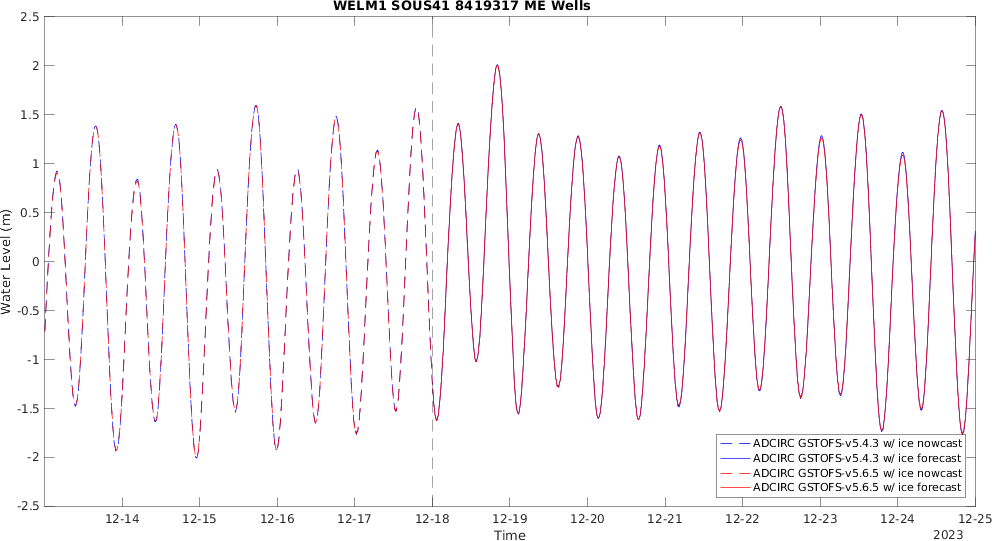 WELM1 SOUS41 8419317 ME Wells
2.5
2
1.5
1
0.5
0
-0.5
-1
-1.5
-2
-2.5
Water Level (m)
ADCIRC GSTOFS-v5.4.3 w/ ice nowcast
ADCIRC GSTOFS-v5.4.3 w/ ice forecast
ADCIRC GSTOFS-v5.6.5 w/ ice nowcast
ADCIRC GSTOFS-v5.6.5 w/ ice forecast
12-14 12-15 12-16 12-17 12-18 12-19 12-20 12-21 12-22 12-23 12-24 12-25
Time
2023